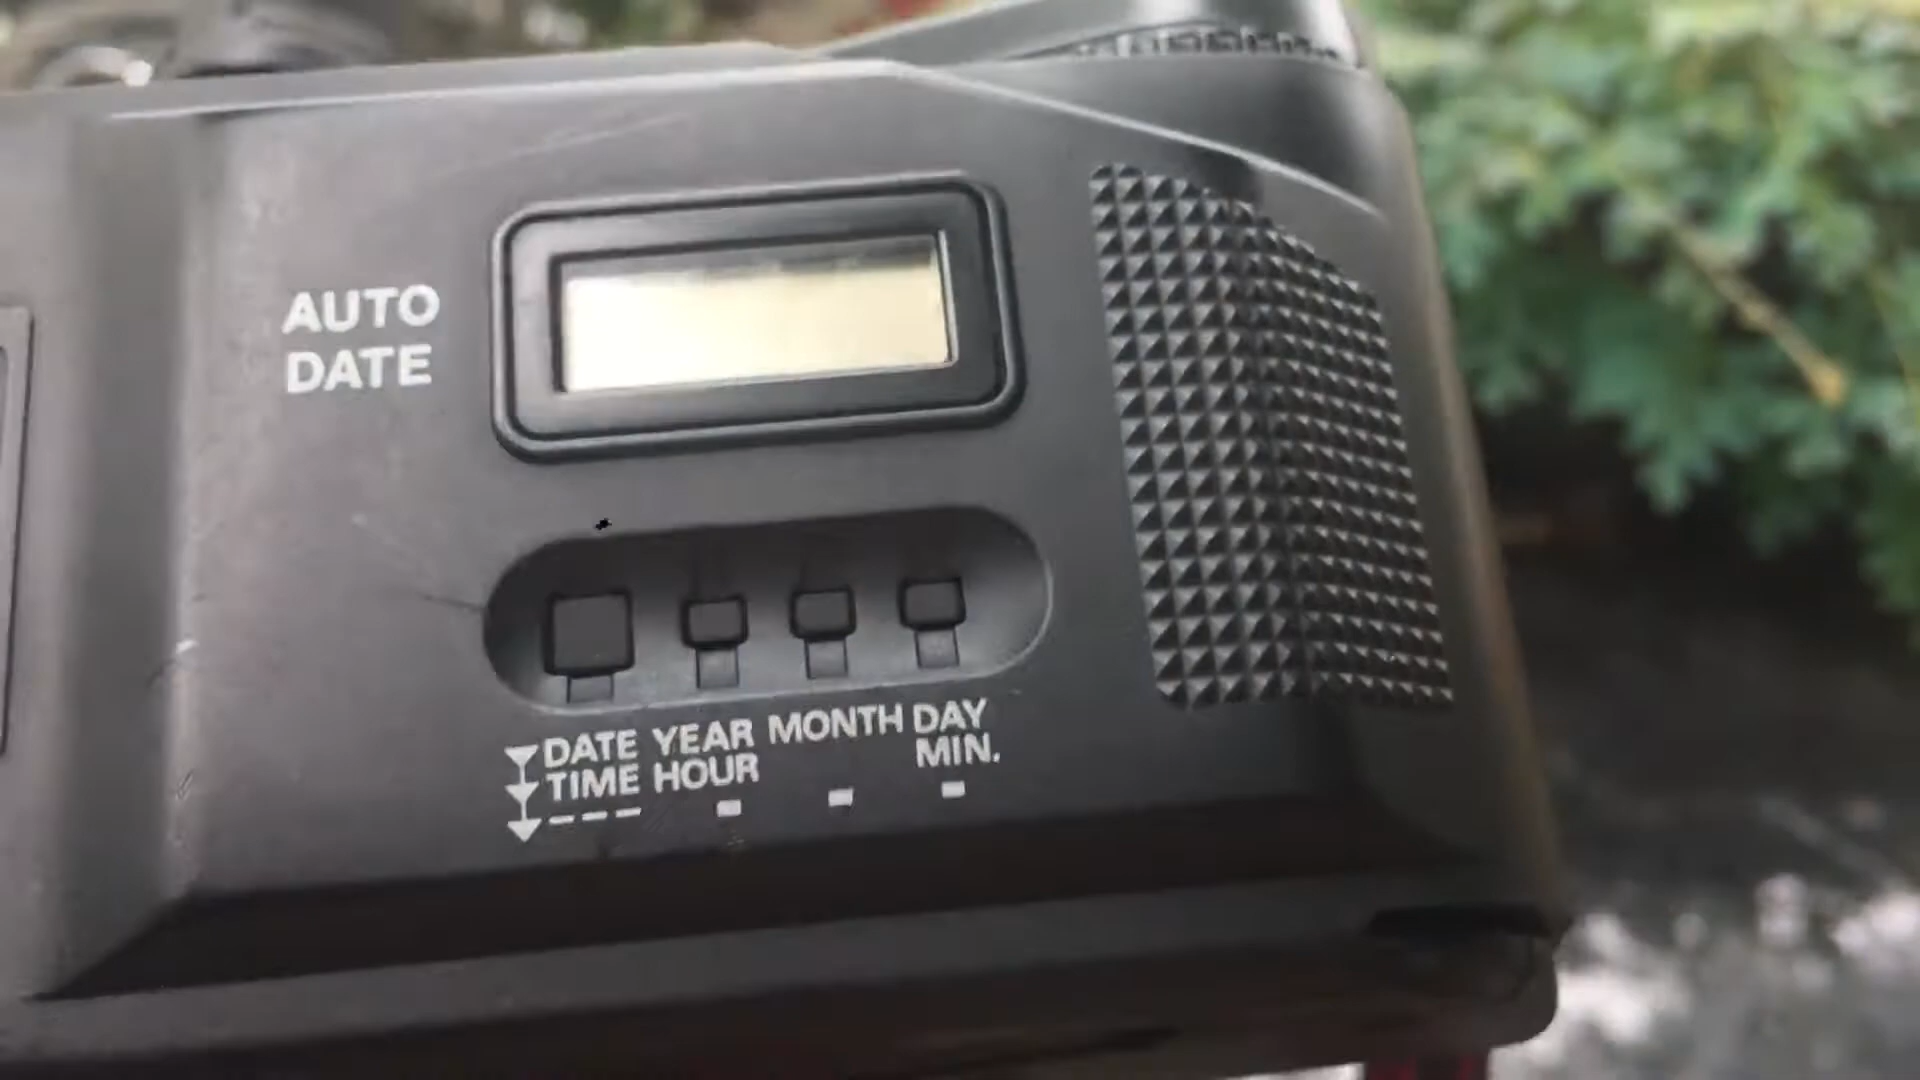 AUTO
DATE
DATE YEAR MONTH DAY
TIME HOUR MIN.
----